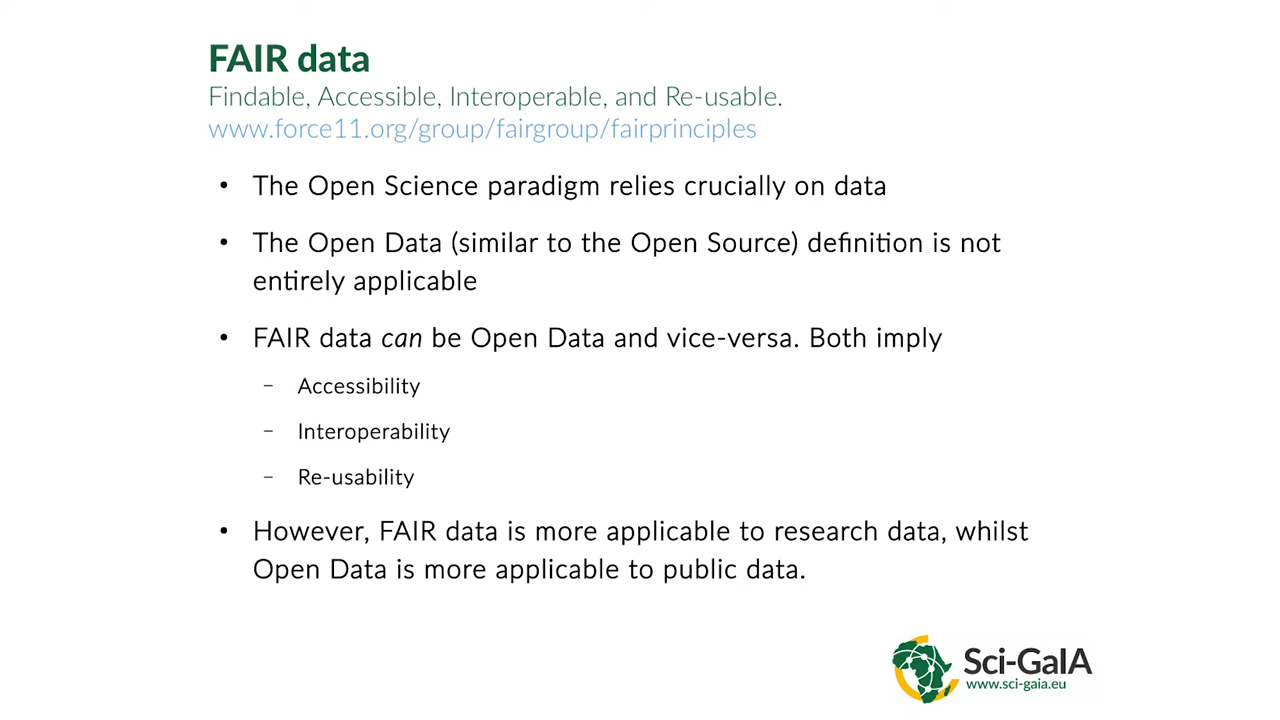 FAIR data
Findable, Accessible, Interoperable, and Re-usable.
www.force11.org/group/fairgroup/fairprinciples
• The Open Science paradigm relies crucially on data
• The Open Data (similar to the Open Source) definition is not
entirely applicable
• FAIR data can be Open Data and vice-versa. Both imply
– Accessibility
– Interoperability
– Re-usability
• However, FAIR data is more applicable to research data, whilst
Open Data is more applicable to public data.
Sci-GaIA
www.sci-gaia.eu